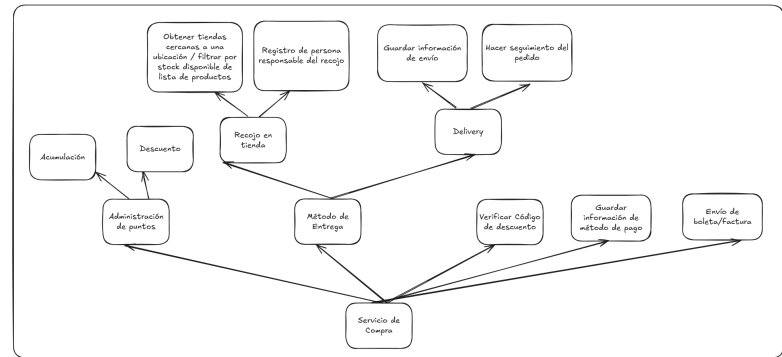 Obtener tiendas
cercanas a una
ubicación / filtrar por
stock disponible de
lista de productos
Registro de persona
responsable del recojo
Guardar información
de envío
Hacer seguimiento del
pedido
Acumulación
Descuento
Recojo en
tienda
Delivery
Administración
de puntos
Método de
Entrega
Verificar Código
de descuento
Guardar
información de
método de pago
Envío de
boleta/factura
Servicio de
Compra